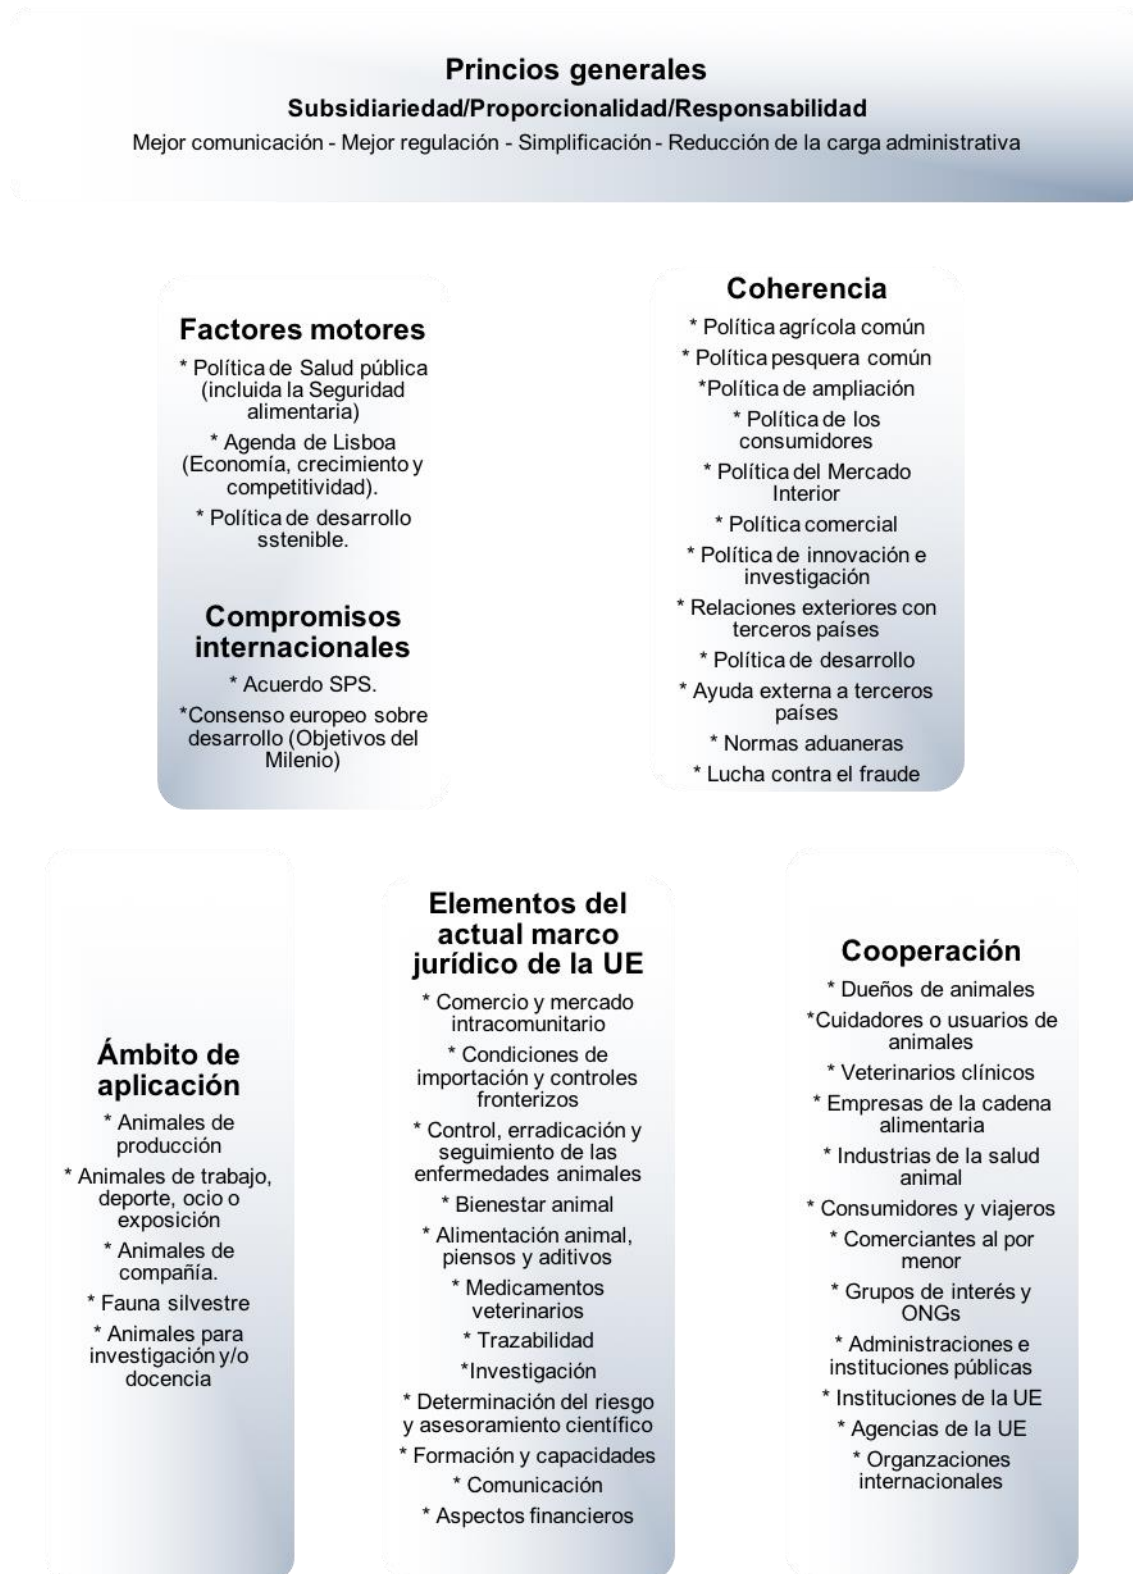 Princios generales
Subsidiariedad/Proporcionalidad/Responsabilidad
Mejor comunicación - Mejor regulación - Simplificación - Reducción de la carga administrativa
Factores motores
* Política de Salud pública
(incluida la Seguridad
alimentaria)
* Agenda de Lisboa
(Economía, crecimiento y
competitividad).
* Política de desarrollo
sstenible.
Compromisos
internacionales
* Acuerdo SPS.
*Consenso europeo sobre
desarrollo (Objetivos del
Milenio)
Coherencia
* Política agrícola común
* Política pesquera común
*Política de ampliación
* Política de los
consumidores
* Política del Mercado
Interior
* Política comercial
* Política de innovación e
investigación
* Relaciones exteriores con
terceros países
* Política de desarrollo
* Ayuda externa a terceros
países
* Normas aduaneras
* Lucha contra el fraude
Ámbito de
aplicación
* Animales de
producción
* Animales de trabajo,
deporte, ocio o
exposición
* Animales de
compañía.
* Fauna silvestre
* Animales para
investigación y/o
docencia
Elementos del
actual marco
jurídico de la UE
* Comercio y mercado
intracomunitario
* Condiciones de
importación y controles
fronterizos
* Control, erradicación y
seguimiento de las
enfermedades animales
* Bienestar animal
* Alimentación animal,
piensos y aditivos
* Medicamentos
veterinarios
* Trazabilidad
*Investigación
* Determinación del riesgo
y asesoramiento científico
* Formación y capacidades
* Comunicación
* Aspectos financieros
Cooperación
* Dueños de animales
*Cuidadores o usuarios de
animales
* Veterinarios clínicos
* Empresas de la cadena
alimentaria
* Industrias de la salud
animal
* Consumidores y viajeros
* Comerciantes al por
menor
* Grupos de interés y
ONGs
* Administraciones e
instituciones públicas
* Instituciones de la UE
* Agencias de la UE
* Organzaciones
internacionales